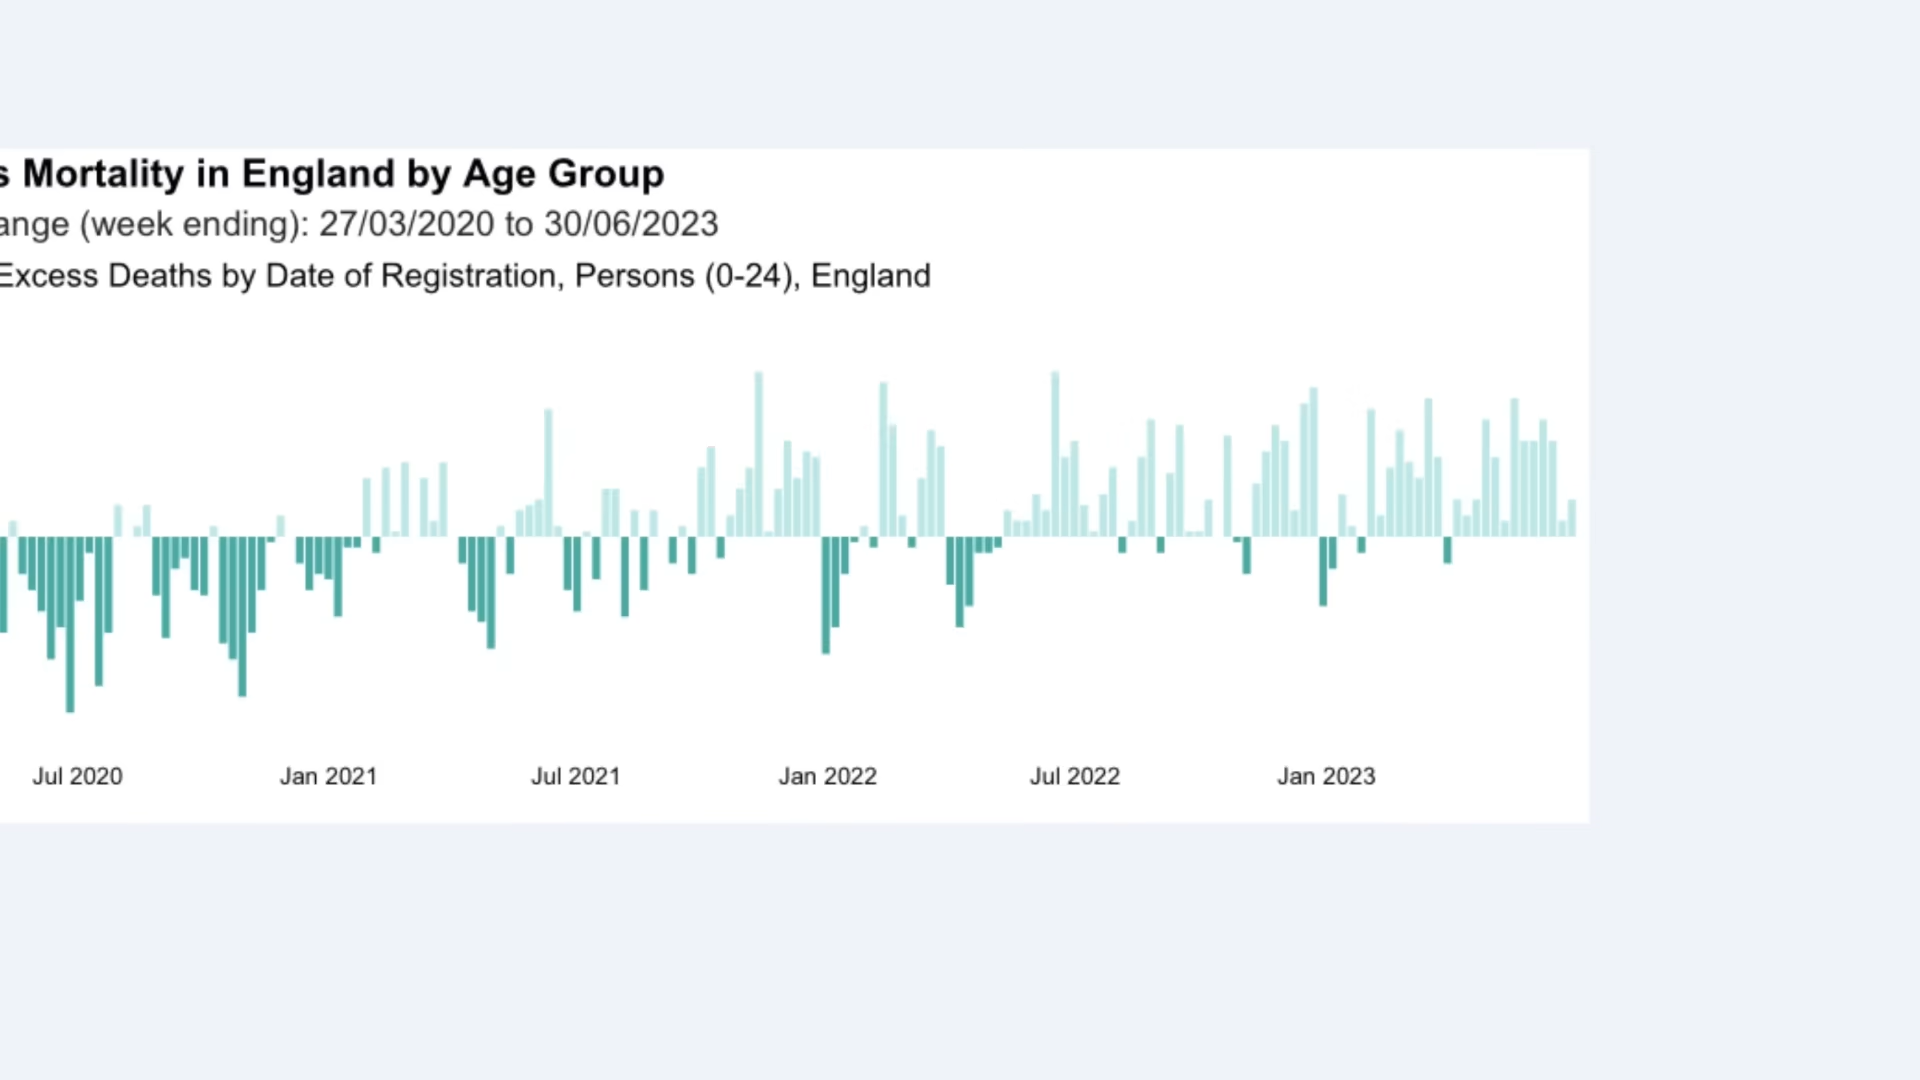 s Mortality in England by Age Group
ange (week ending): 27/03/2020 to 30/06/2023
Excess Deaths by Date of Registration, Persons (0-24), England
Jul 2020 Jan 2021 Jul 2021 Jan 2022 Jul 2022 Jan 2023